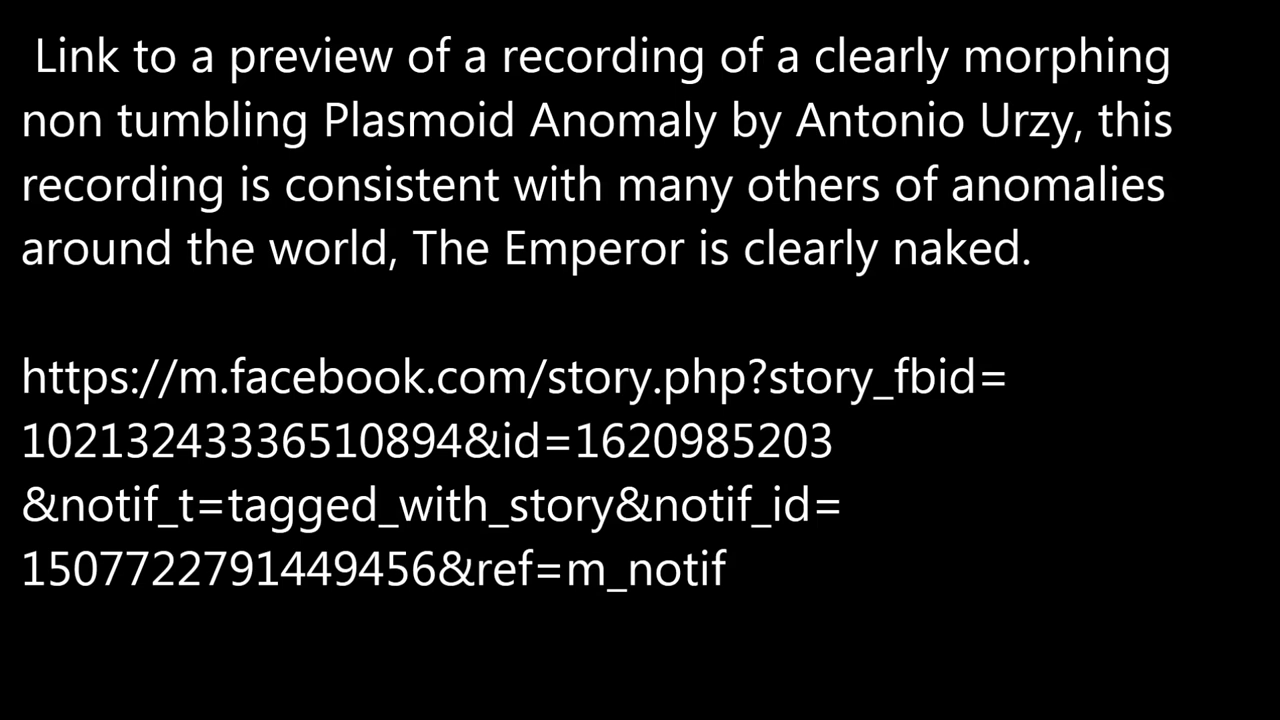 Link to a preview of a recording of a clearly morphing
non tumbling Plasmoid Anomaly by Antonio Urzy, this
recording is consistent with many others of anomalies
around the world, The Emperor is clearly naked.
https://m.facebook.com/story.php?story_fbid=
10213243336510894&id=1620985203
&notif_t=tagged_with_story&notif_id=
1507722791449456&ref=m_notif